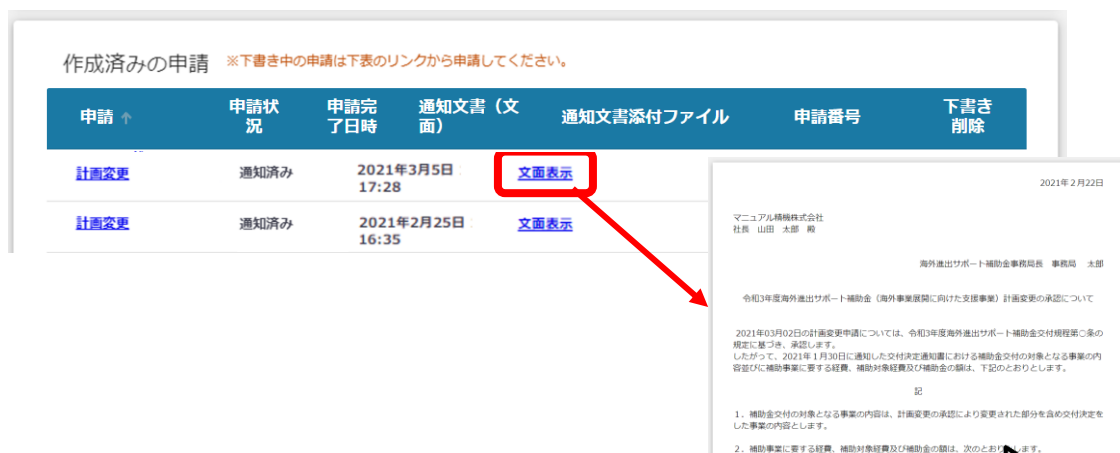 作成済みの申請 ※下書き中の申請は下表のリンクから申請してください。
申請 ↑ 申請状況 申請完了日時 通知文書（文面） 通知文書添付ファイル 申請番号 下書き削除
計画変更 通知済み 2021年3月5日 17:28 文面表示
計画変更 通知済み 2021年2月25日 16:35 文面表示
2021年2月22日
マニュアル積機株式会社
社長 山田 太郎 殿
海外進出サポート補助金事務局長 事務局 太郎
令和3年度海外進出サポート補助金（海外事業展開に向けた支援事業）計画変更の承認について
2021年03月02日の計画変更申請については、令和3年度海外進出サポート補助金交付規程第○条の
規定に基づき、承認します。
したがって、2021年1月30日に通知した交付決定通知書における補助金交付の対象となる事業の内
容並びに補助事業に要する経費、補助対象経費及び補助金の額は、下記のとおりとします。
記
1．補助金交付の対象となる事業の内容は、計画変更の承認により変更された部分を含め交付決定を
した事業の内容とします。
2．補助事業に要する経費、補助対象経費及び補助金の額は、次のとおりとします。